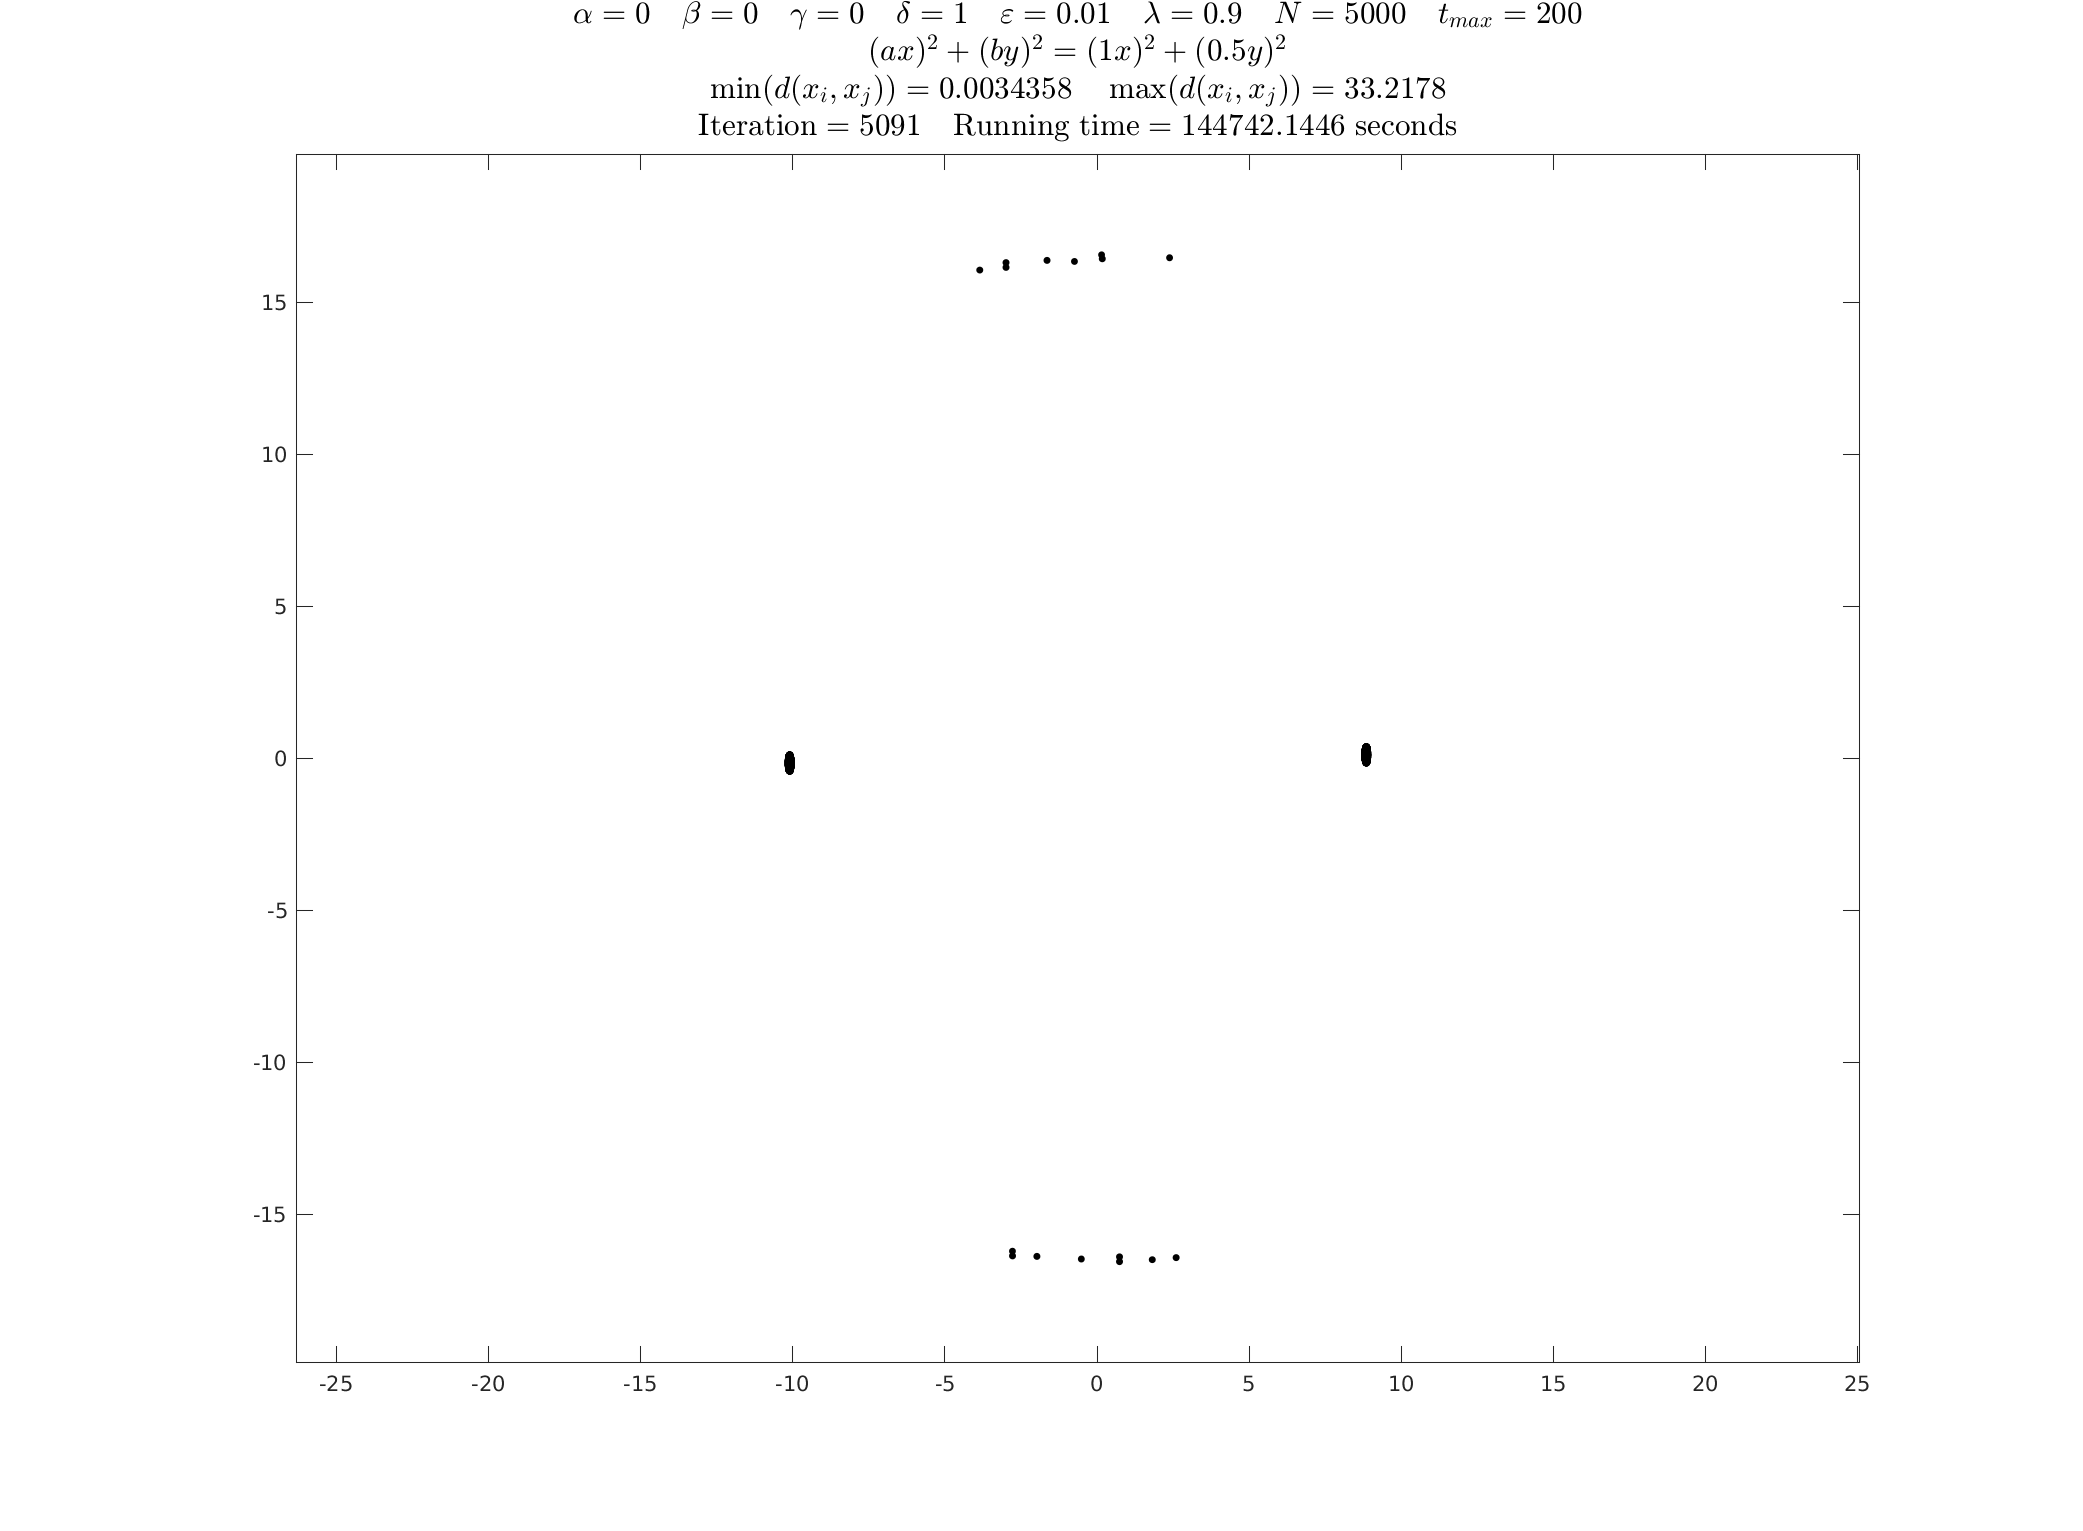 α = 0 β = 0 γ = 0 δ = 1 ε = 0.01 λ = 0.9 N = 5000 t_max = 200
(ax)² + (by)² = (1x)² + (0.5y)²
min(d(x_i, x_j)) = 0.0034358 max(d(x_i, x_j)) = 33.2178
Iteration = 5091 Running time = 144742.1446 seconds
15
10
5
0
-5
-10
-15
-25 -20 -15 -10 -5 0 5 10 15 20 25